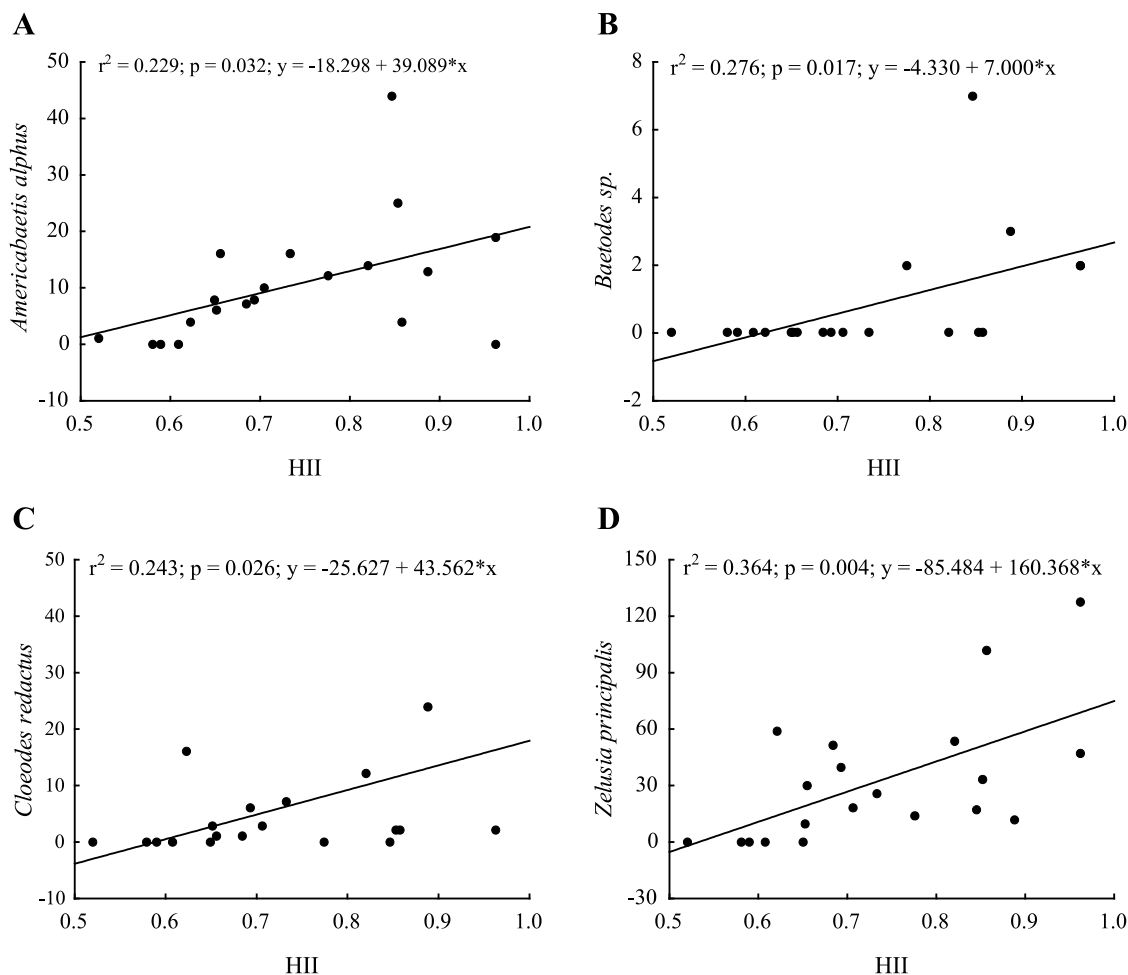 A
r² = 0.229; p = 0.032; y = -18.298 + 39.089*x
50
40
30
20
10
0
-10
Americabaetis alphus
0.5 0.6 0.7 0.8 0.9 1.0
HII
B
r² = 0.276; p = 0.017; y = -4.330 + 7.000*x
8
6
4
2
0
-2
Baetodes sp.
0.5 0.6 0.7 0.8 0.9 1.0
HII
C
r² = 0.243; p = 0.026; y = -25.627 + 43.562*x
50
40
30
20
10
0
-10
Cloeodes redactus
0.5 0.6 0.7 0.8 0.9 1.0
HII
D
r² = 0.364; p = 0.004; y = -85.484 + 160.368*x
150
120
90
60
30
0
-30
Zelusia principalis
0.5 0.6 0.7 0.8 0.9 1.0
HII